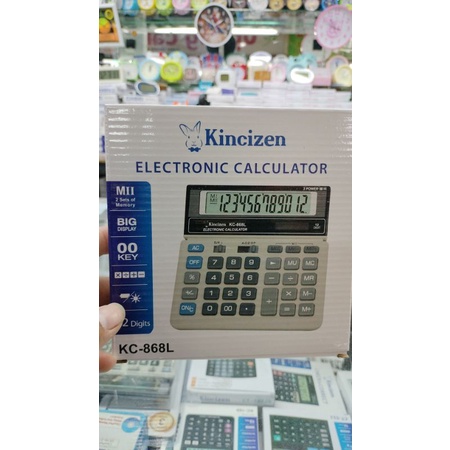 Kincizen
ELECTRONIC CALCULATOR
MII
2 Sets of
Memory
BIG
DISPLAY
00
KEY
2 Digits
KC-868L
123456789012
Kincizen KC-868L
ELECTRONIC CALCULATOR
AC
OFF 7 8 9 MU MC
% 4 5 6 MR
1 2 3 M-
ON/C 0 00 M+